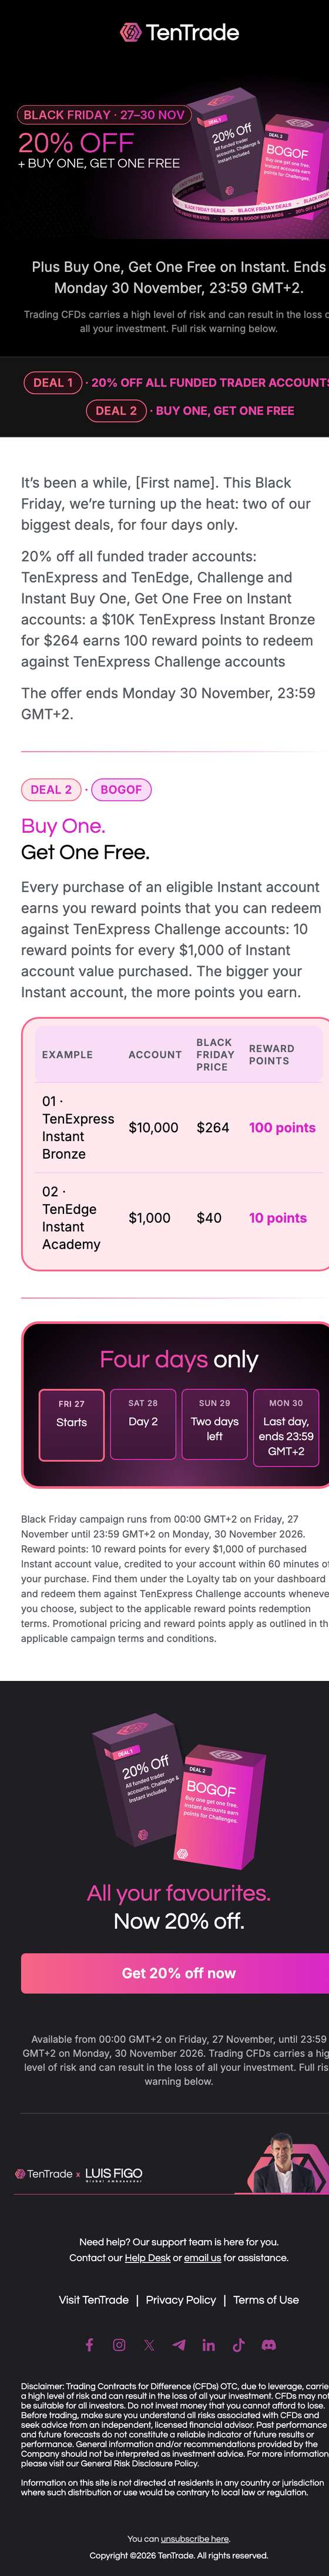 TenTrade
BLACK FRIDAY · 27–30 NOV
20% OFF
+ BUY ONE, GET ONE FREE
DEAL 1
20% Off
All funded trader
accounts. Challenge &
Instant included
DEAL 2
BOGOF
Buy one get one free.
Instant accounts earn
points for Challenges.
Plus Buy One, Get One Free on Instant. Ends
Monday 30 November, 23:59 GMT+2.
Trading CFDs carries a high level of risk and can result in the loss o
all your investment. Full risk warning below.
DEAL 1 · 20% OFF ALL FUNDED TRADER ACCOUNTS
DEAL 2 · BUY ONE, GET ONE FREE
It’s been a while, [First name]. This Black
Friday, we’re turning up the heat: two of our
biggest deals, for four days only.
20% off all funded trader accounts:
TenExpress and TenEdge, Challenge and
Instant Buy One, Get One Free on Instant
accounts: a $10K TenExpress Instant Bronze
for $264 earns 100 reward points to redeem
against TenExpress Challenge accounts
The offer ends Monday 30 November, 23:59
GMT+2.
DEAL 2 · BOGOF
Buy One.
Get One Free.
Every purchase of an eligible Instant account
earns you reward points that you can redeem
against TenExpress Challenge accounts: 10
reward points for every $1,000 of Instant
account value purchased. The bigger your
Instant account, the more points you earn.
EXAMPLE ACCOUNT BLACK FRIDAY PRICE REWARD POINTS
01 · TenExpress Instant Bronze $10,000 $264 100 points
02 · TenEdge Instant Academy $1,000 $40 10 points
Four days only
FRI 27 SAT 28 SUN 29 MON 30
Starts Day 2 Two days left Last day, ends 23:59 GMT+2
Black Friday campaign runs from 00:00 GMT+2 on Friday, 27
November until 23:59 GMT+2 on Monday, 30 November 2026.
Reward points: 10 reward points for every $1,000 of purchased
Instant account value, credited to your account within 60 minutes of
your purchase. Find them under the Loyalty tab on your dashboard
and redeem them against TenExpress Challenge accounts wheneve
you choose, subject to the applicable reward points redemption
terms. Promotional pricing and reward points apply as outlined in th
applicable campaign terms and conditions.
DEAL 1
20% Off
All funded trader
accounts, Challenge &
Instant included
DEAL 2
BOGOF
Buy one get one free.
Instant accounts earn
points for Challenges.
All your favourites.
Now 20% off.
Get 20% off now
Available from 00:00 GMT+2 on Friday, 27 November, until 23:59
GMT+2 on Monday, 30 November 2026. Trading CFDs carries a hig
level of risk and can result in the loss of all your investment. Full ris
warning below.
TenTrade x LUIS FIGO
GLOBAL AMBASSADOR
Need help? Our support team is here for you.
Contact our Help Desk or email us for assistance.
Visit TenTrade | Privacy Policy | Terms of Use
Disclaimer: Trading Contracts for Difference (CFDs) OTC, due to leverage, carrie
a high level of risk and can result in the loss of all your investment. CFDs may not
be suitable for all investors. Do not invest money that you cannot afford to lose.
Before trading, make sure you understand all risks associated with CFDs and
seek advice from an independent, licensed financial advisor. Past performance
and future forecasts do not constitute a reliable indicator of future results or
performance. General information and/or recommendations provided by the
Company should not be interpreted as investment advice. For more information
please visit our General Risk Disclosure Policy.
Information on this site is not directed at residents in any country or jurisdiction
where such distribution or use would be contrary to local law or regulation.
You can unsubscribe here.
Copyright ©2026 TenTrade. All rights reserved.